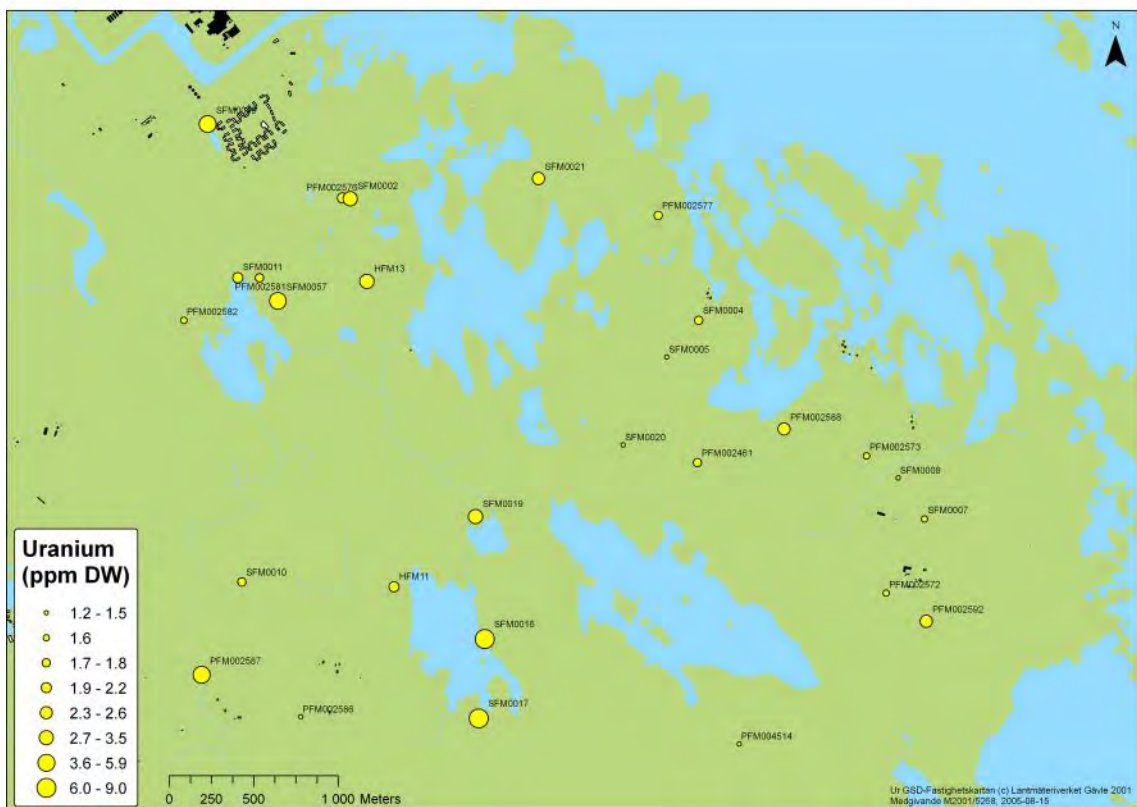 N
SFM0021
PFM002576
SFM0002
PFM002577
SFM0011
HFM13
PFM002581
SFM0057
PFM002582
SFM0004
SFM0005
PFM002588
SFM0020
PFM002461
PFM002573
SFM0008
SFM0019
SFM0007
SFM0010
HFM11
PFM002572
PFM002592
SFM0016
PFM002587
SFM0017
PFM002586
PFM004514
Uranium
(ppm DW)
1.2 - 1.5
1.6
1.7 - 1.8
1.9 - 2.2
2.3 - 2.6
2.7 - 3.5
3.6 - 5.9
6.0 - 9.0
0 250 500 1 000 Meters
Ur GSD-Fastighetskartan (c) Lantmäteriverket Gävle 2001
Medgivande M2001/5268; 2005-08-15